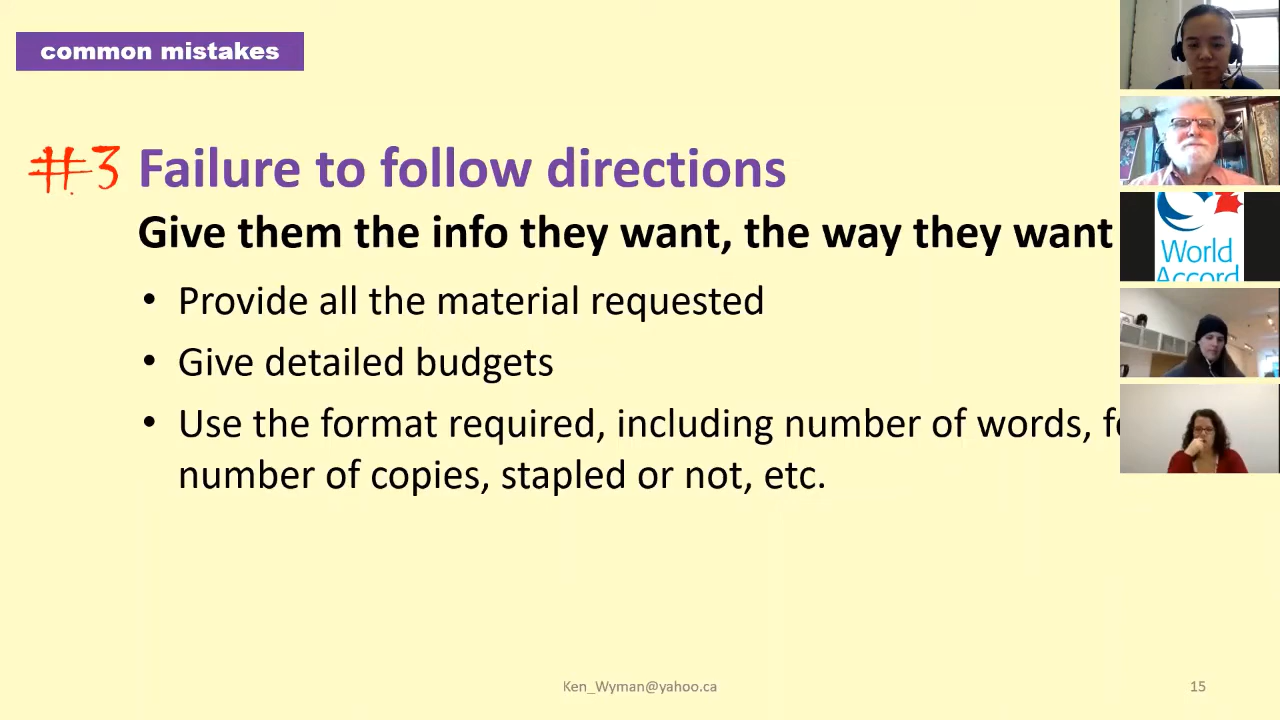 common mistakes
#3 Failure to follow directions
Give them the info they want, the way they want
• Provide all the material requested
• Give detailed budgets
• Use the format required, including number of words,
number of copies, stapled or not, etc.
World
Accord
Ken_Wyman@yahoo.ca
15